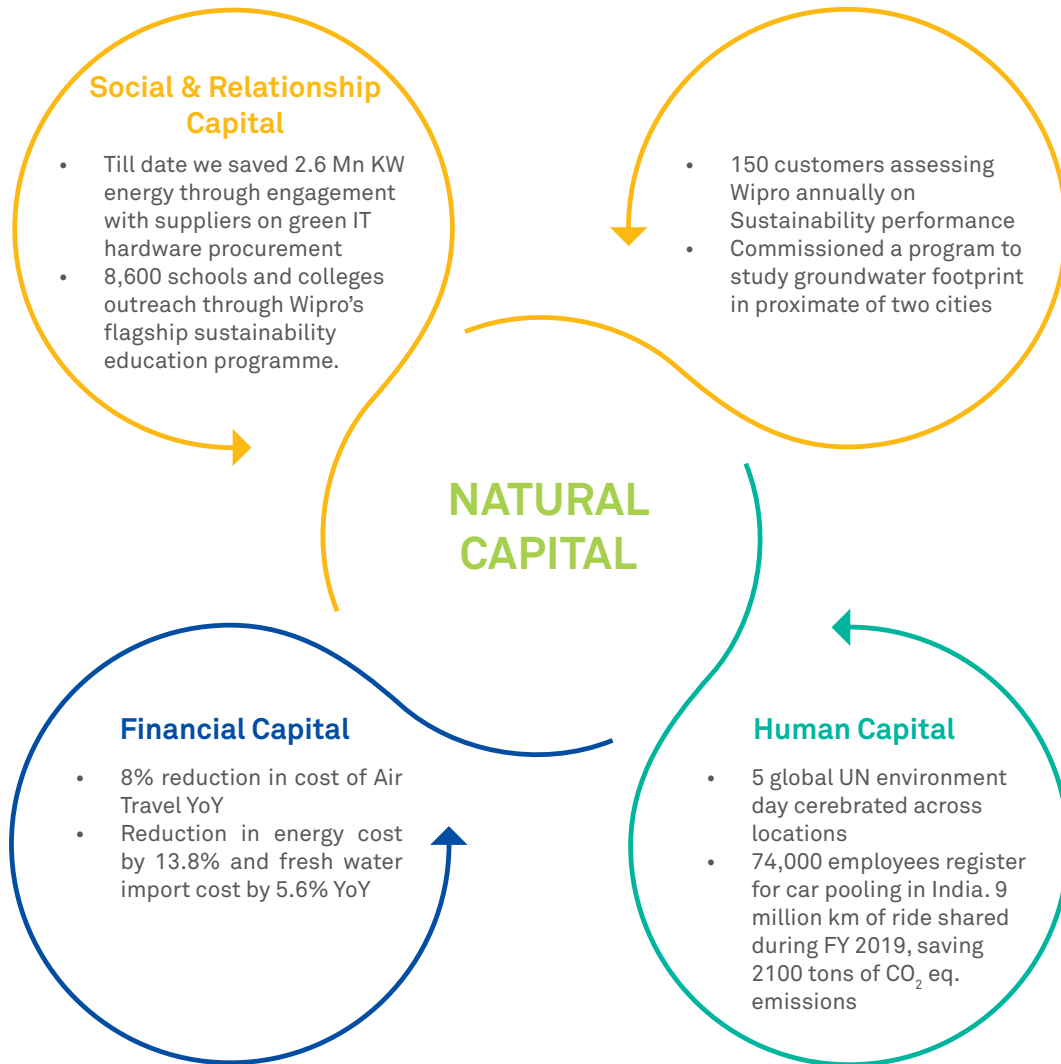 Social & Relationship
Capital
• Till date we saved 2.6 Mn KW
energy through engagement
with suppliers on green IT
hardware procurement
• 8,600 schools and colleges
outreach through Wipro's
flagship sustainability
education programme.
• 150 customers assessing
Wipro annually on
Sustainability performance
• Commissioned a program to
study groundwater footprint
in proximate of two cities
NATURAL
CAPITAL
Financial Capital
• 8% reduction in cost of Air
Travel YoY
• Reduction in energy cost
by 13.8% and fresh water
import cost by 5.6% YoY
Human Capital
• 5 global UN environment
day cerebrated across
locations
• 74,000 employees register
for car pooling in India. 9
million km of ride shared
during FY 2019, saving
2100 tons of CO₂ eq.
emissions